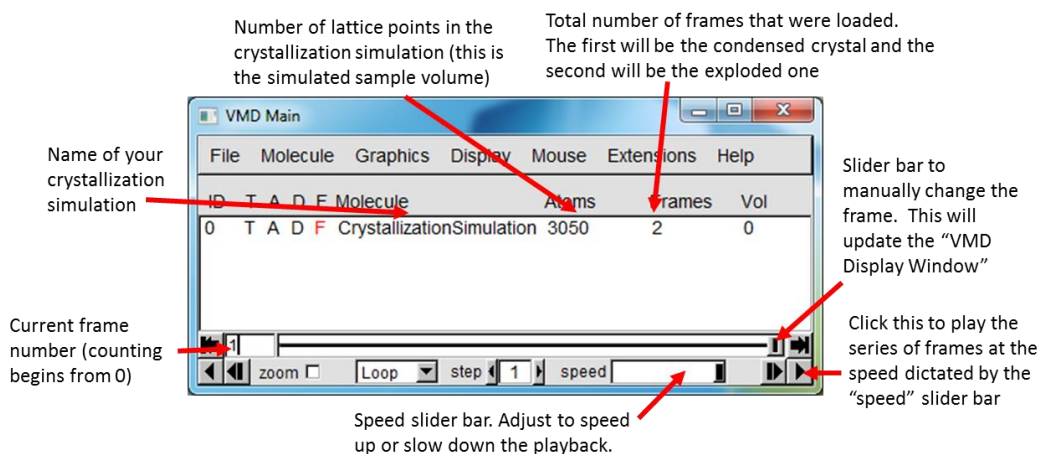 Number of lattice points in the
crystallization simulation (this is
the simulated sample volume)
Total number of frames that were loaded.
The first will be the condensed crystal and the
second will be the exploded one
VMD Main
File Molecule Graphics Display Mouse Extensions Help
Name of your
crystallization
simulation
ID T A D F Molecule Atoms Frames Vol
0 T A D F CrystallizationSimulation 3050 2 0
Slider bar to
manually change the
frame. This will
update the “VMD
Display Window”
Current frame
number (counting
begins from 0)
1
zoom Loop step 1 speed
Click this to play the
series of frames at the
speed dictated by the
“speed” slider bar
Speed slider bar. Adjust to speed
up or slow down the playback.